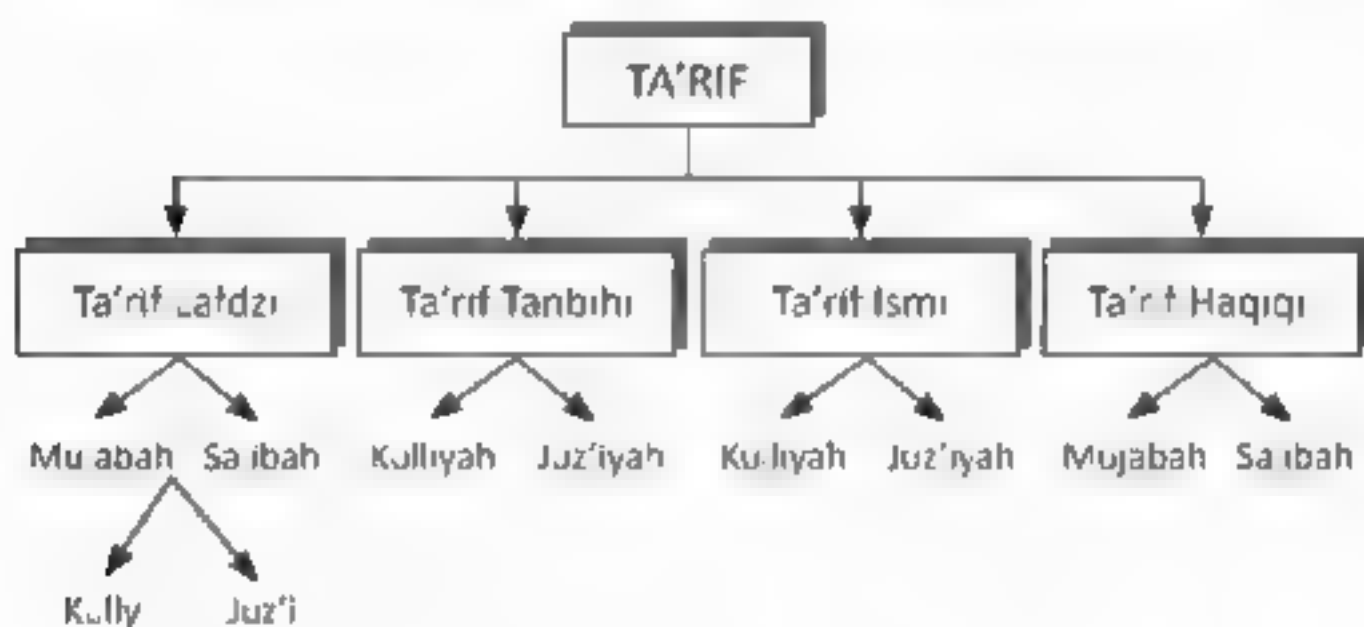 TA'RIF
Ta'rif Lafdzi Ta'rif Tanbihi Ta'rif Ismi Ta'rif Haqiqi
Mujabah Salibah Kulliyah Juz'iyah Kulliyah Juz'iyah Mujabah Salibah
Kully Juz'i